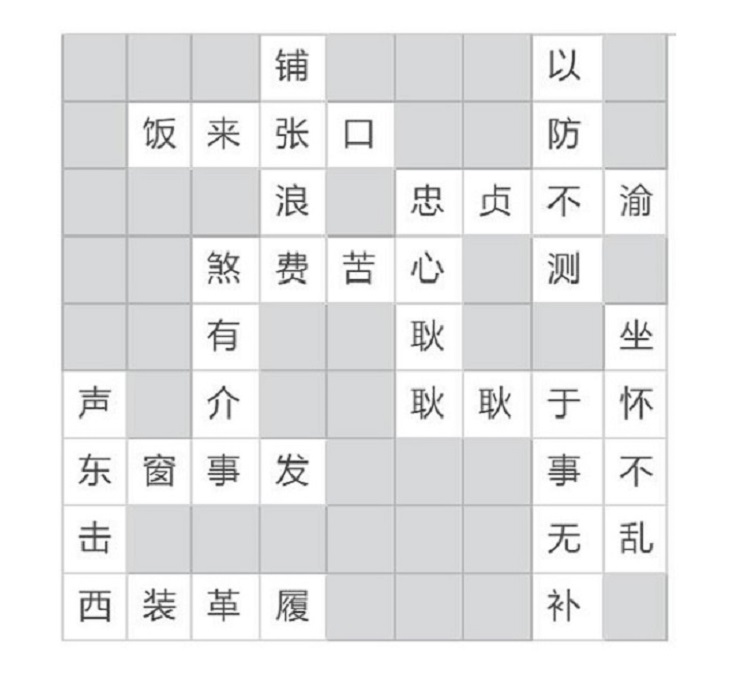 铺 以
饭 来 张 口 防
浪 忠 贞 不 渝
煞 费 苦 心 测
有 耿 坐
声 介 耿 耿 于 怀
东 窗 事 发 事 不
击 无 乱
西 装 革 履 补